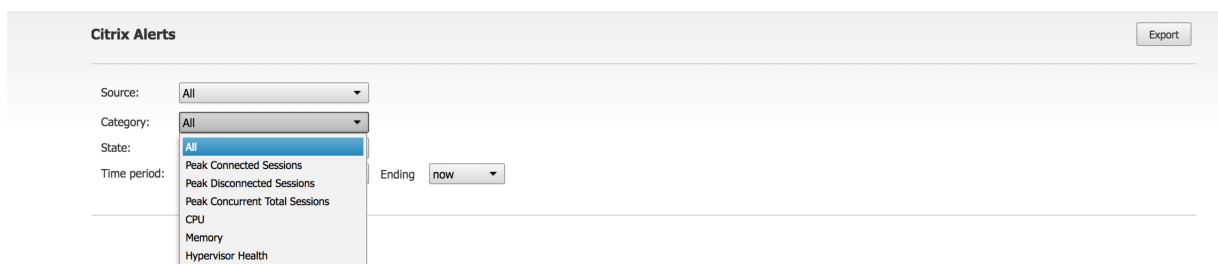 Citrix Alerts Export
Source: All
Category: All
State: All
Peak Connected Sessions
Time period: Peak Disconnected Sessions Ending now
Peak Concurrent Total Sessions
CPU
Memory
Hypervisor Health